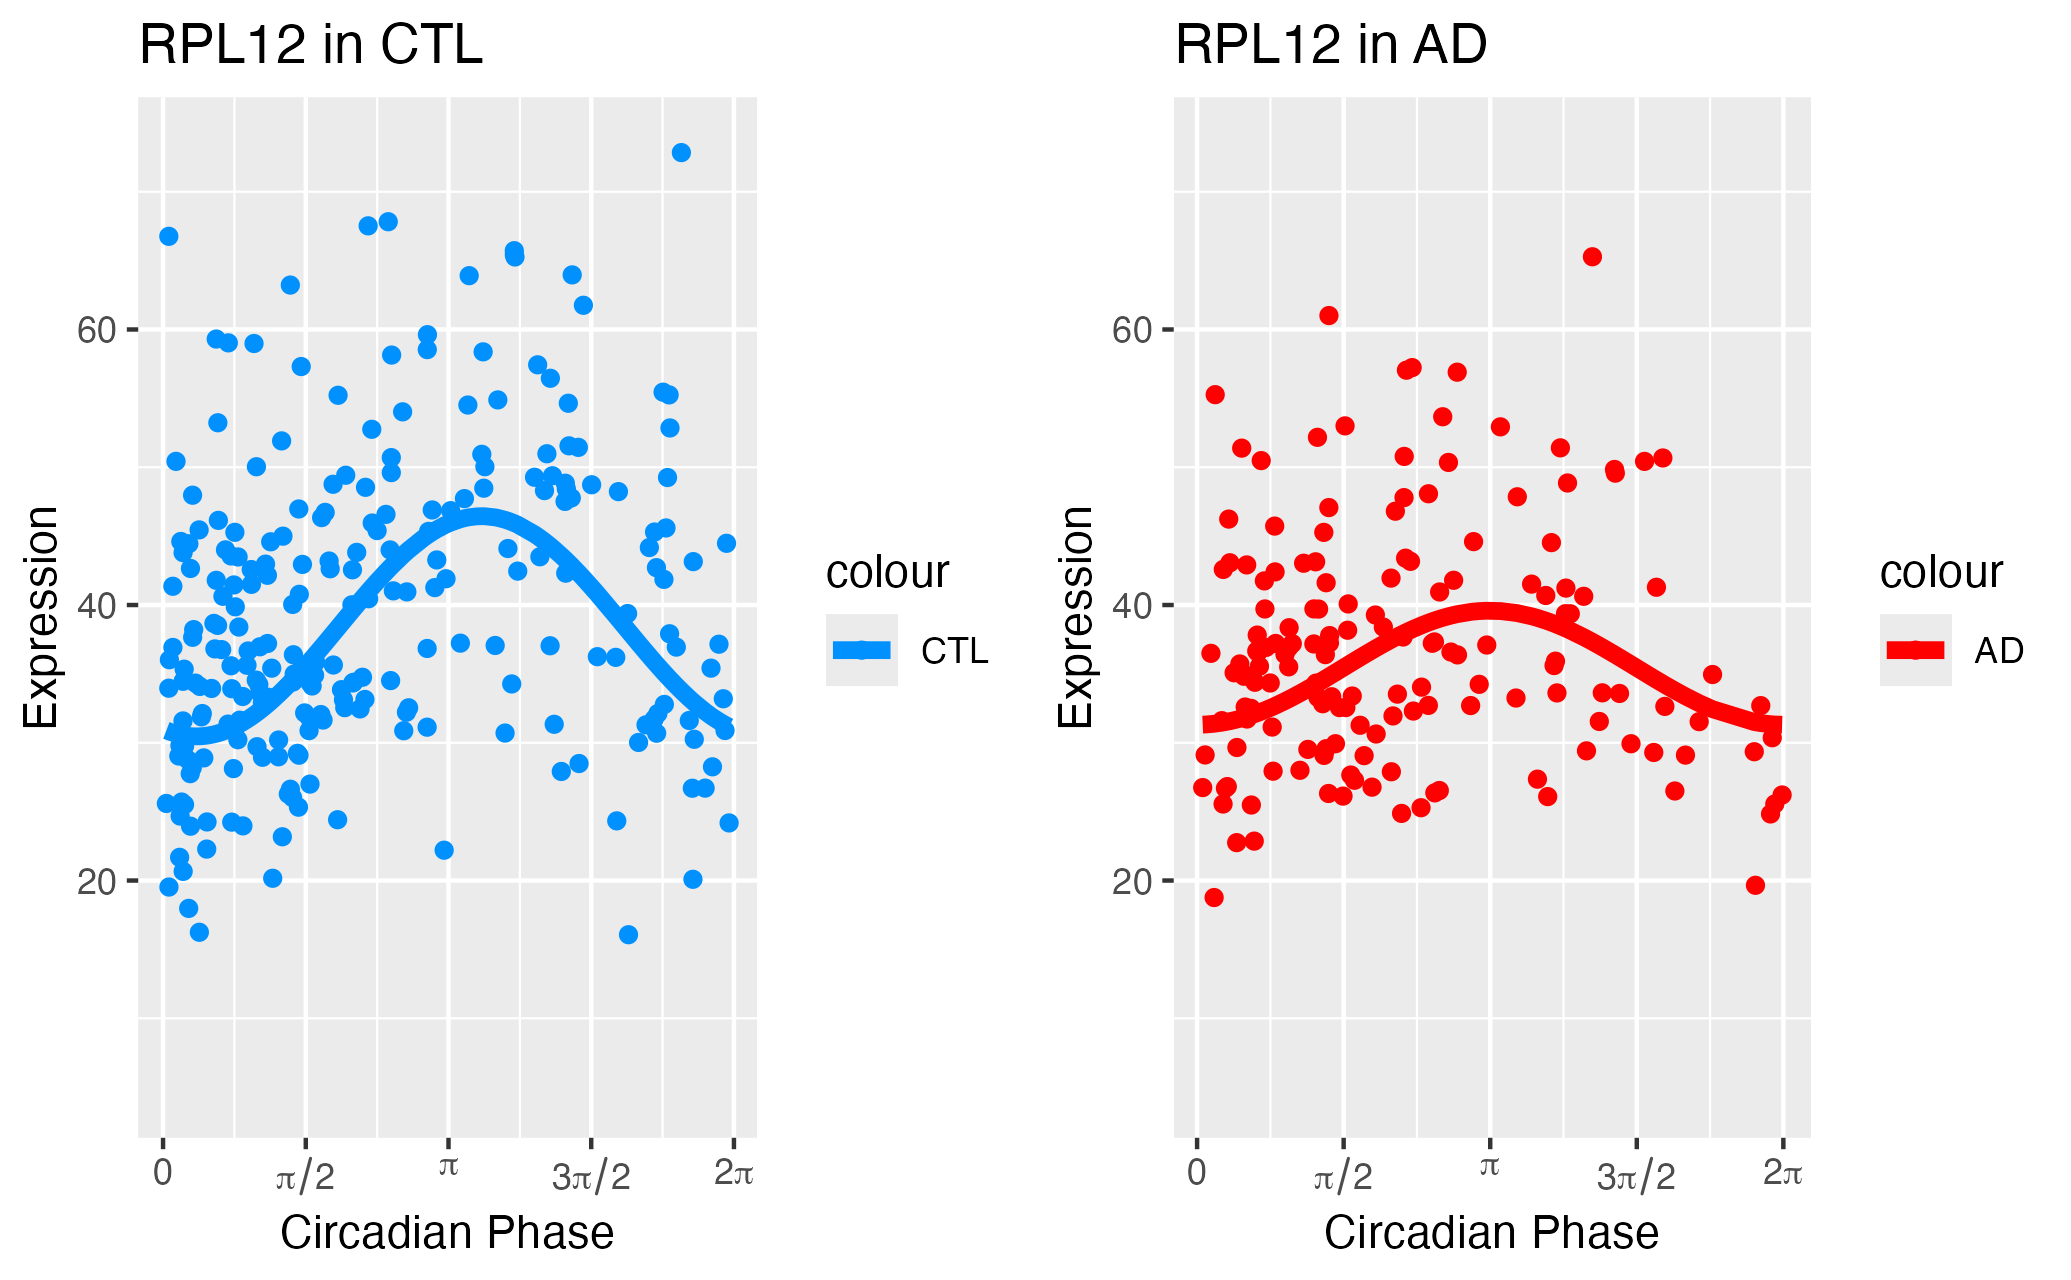 RPL12 in CTL
Expression
60
40
20
0
π/2
π
3π/2
2π
Circadian Phase
colour
CTL
RPL12 in AD
Expression
60
40
20
0
π/2
π
3π/2
2π
Circadian Phase
colour
AD